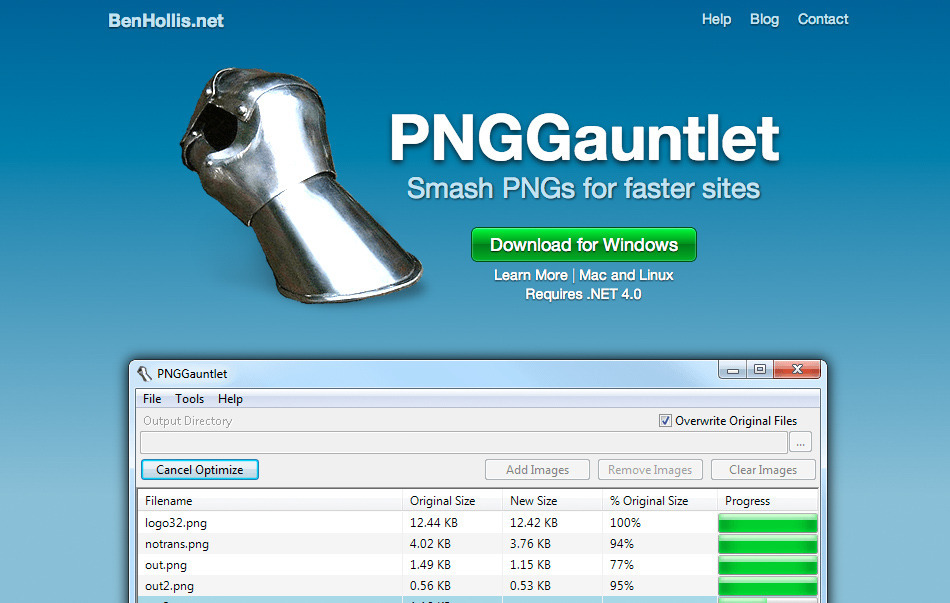 BenHollis.net
Help Blog Contact
PNGGauntlet
Smash PNGs for faster sites
Download for Windows
Learn More | Mac and Linux
Requires .NET 4.0
PNGGauntlet
File Tools Help
Output Directory
Overwrite Original Files
...
Cancel Optimize Add Images Remove Images Clear Images
Filename Original Size New Size % Original Size Progress
logo32.png 12.44 KB 12.42 KB 100%
notrans.png 4.02 KB 3.76 KB 94%
out.png 1.49 KB 1.15 KB 77%
out2.png 0.56 KB 0.53 KB 95%